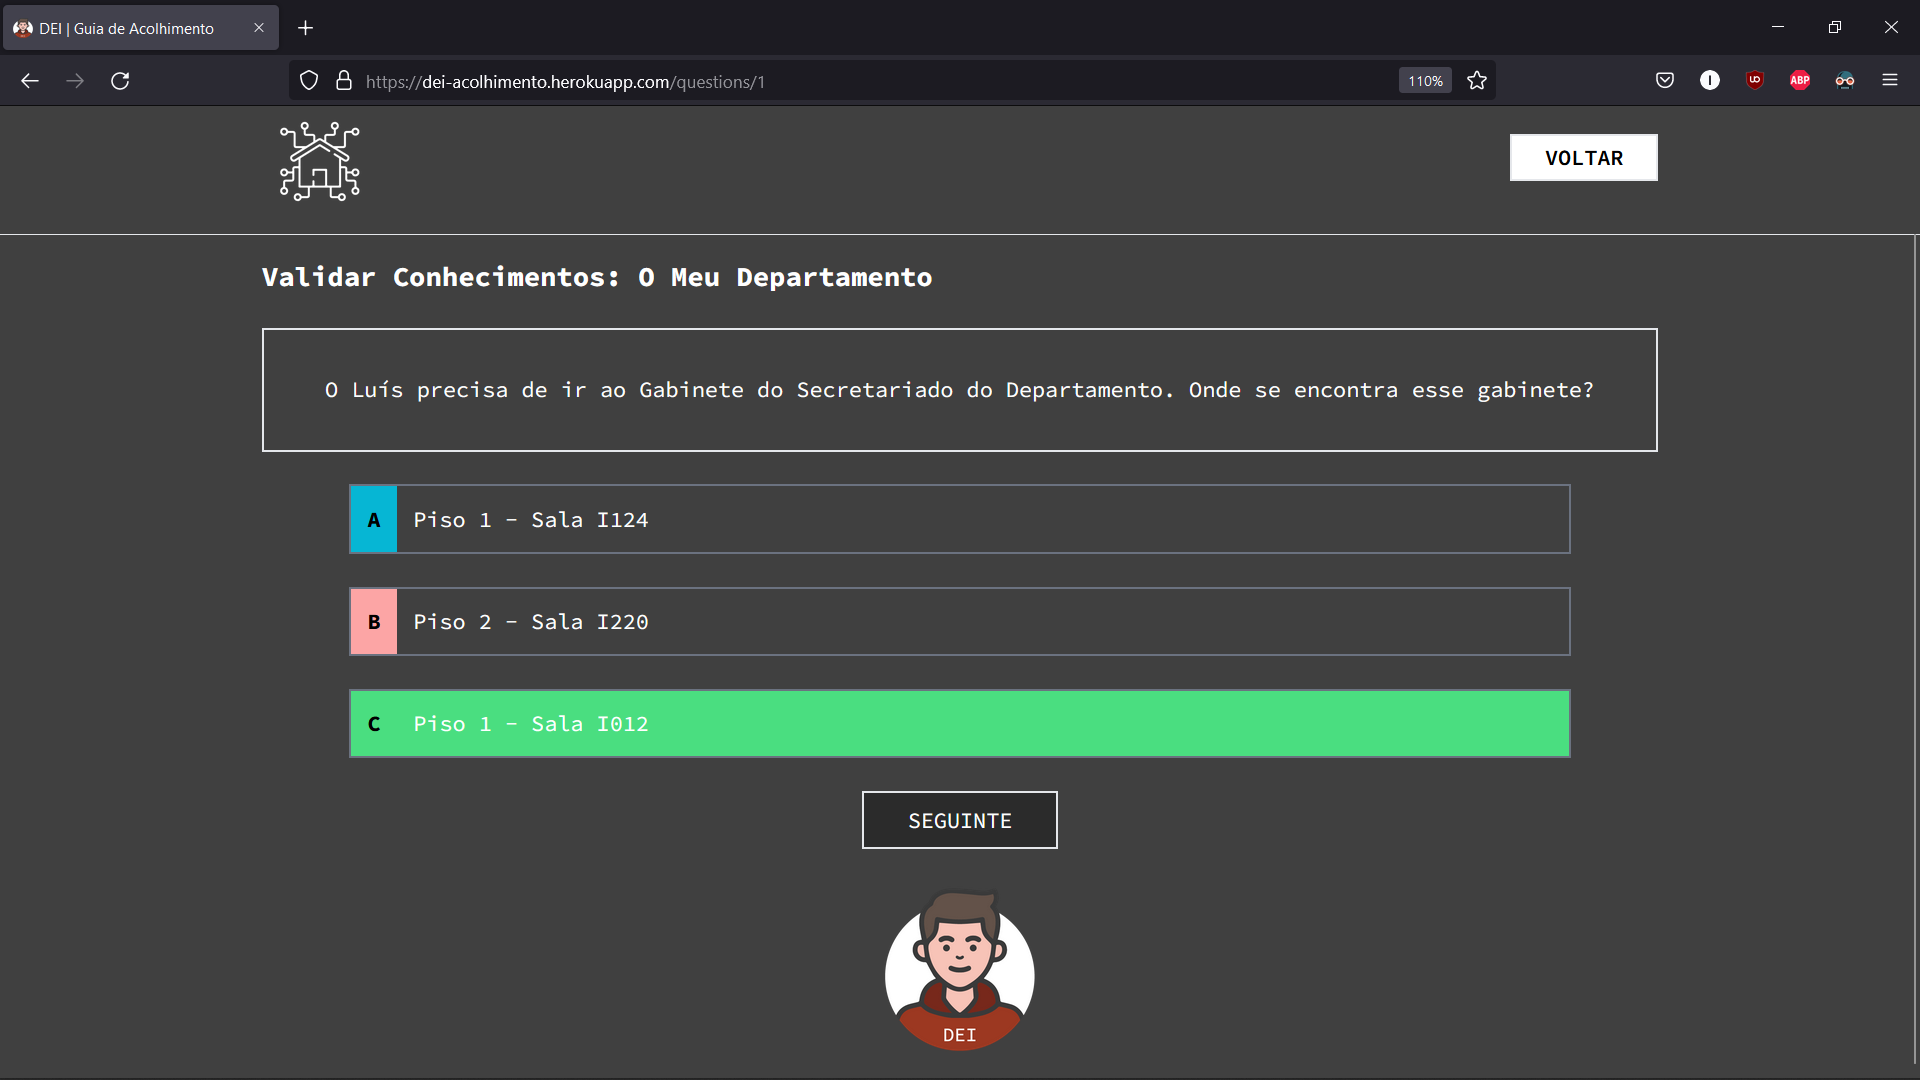 DEI | Guia de Acolhimento
https://dei-acolhimento.herokuapp.com/questions/1
110%
ABP
VOLTAR
Validar Conhecimentos: O Meu Departamento
O Luís precisa de ir ao Gabinete do Secretariado do Departamento. Onde se encontra esse gabinete?
A Piso 1 - Sala I124
B Piso 2 - Sala I220
C Piso 1 - Sala I012
SEGUINTE
DEI